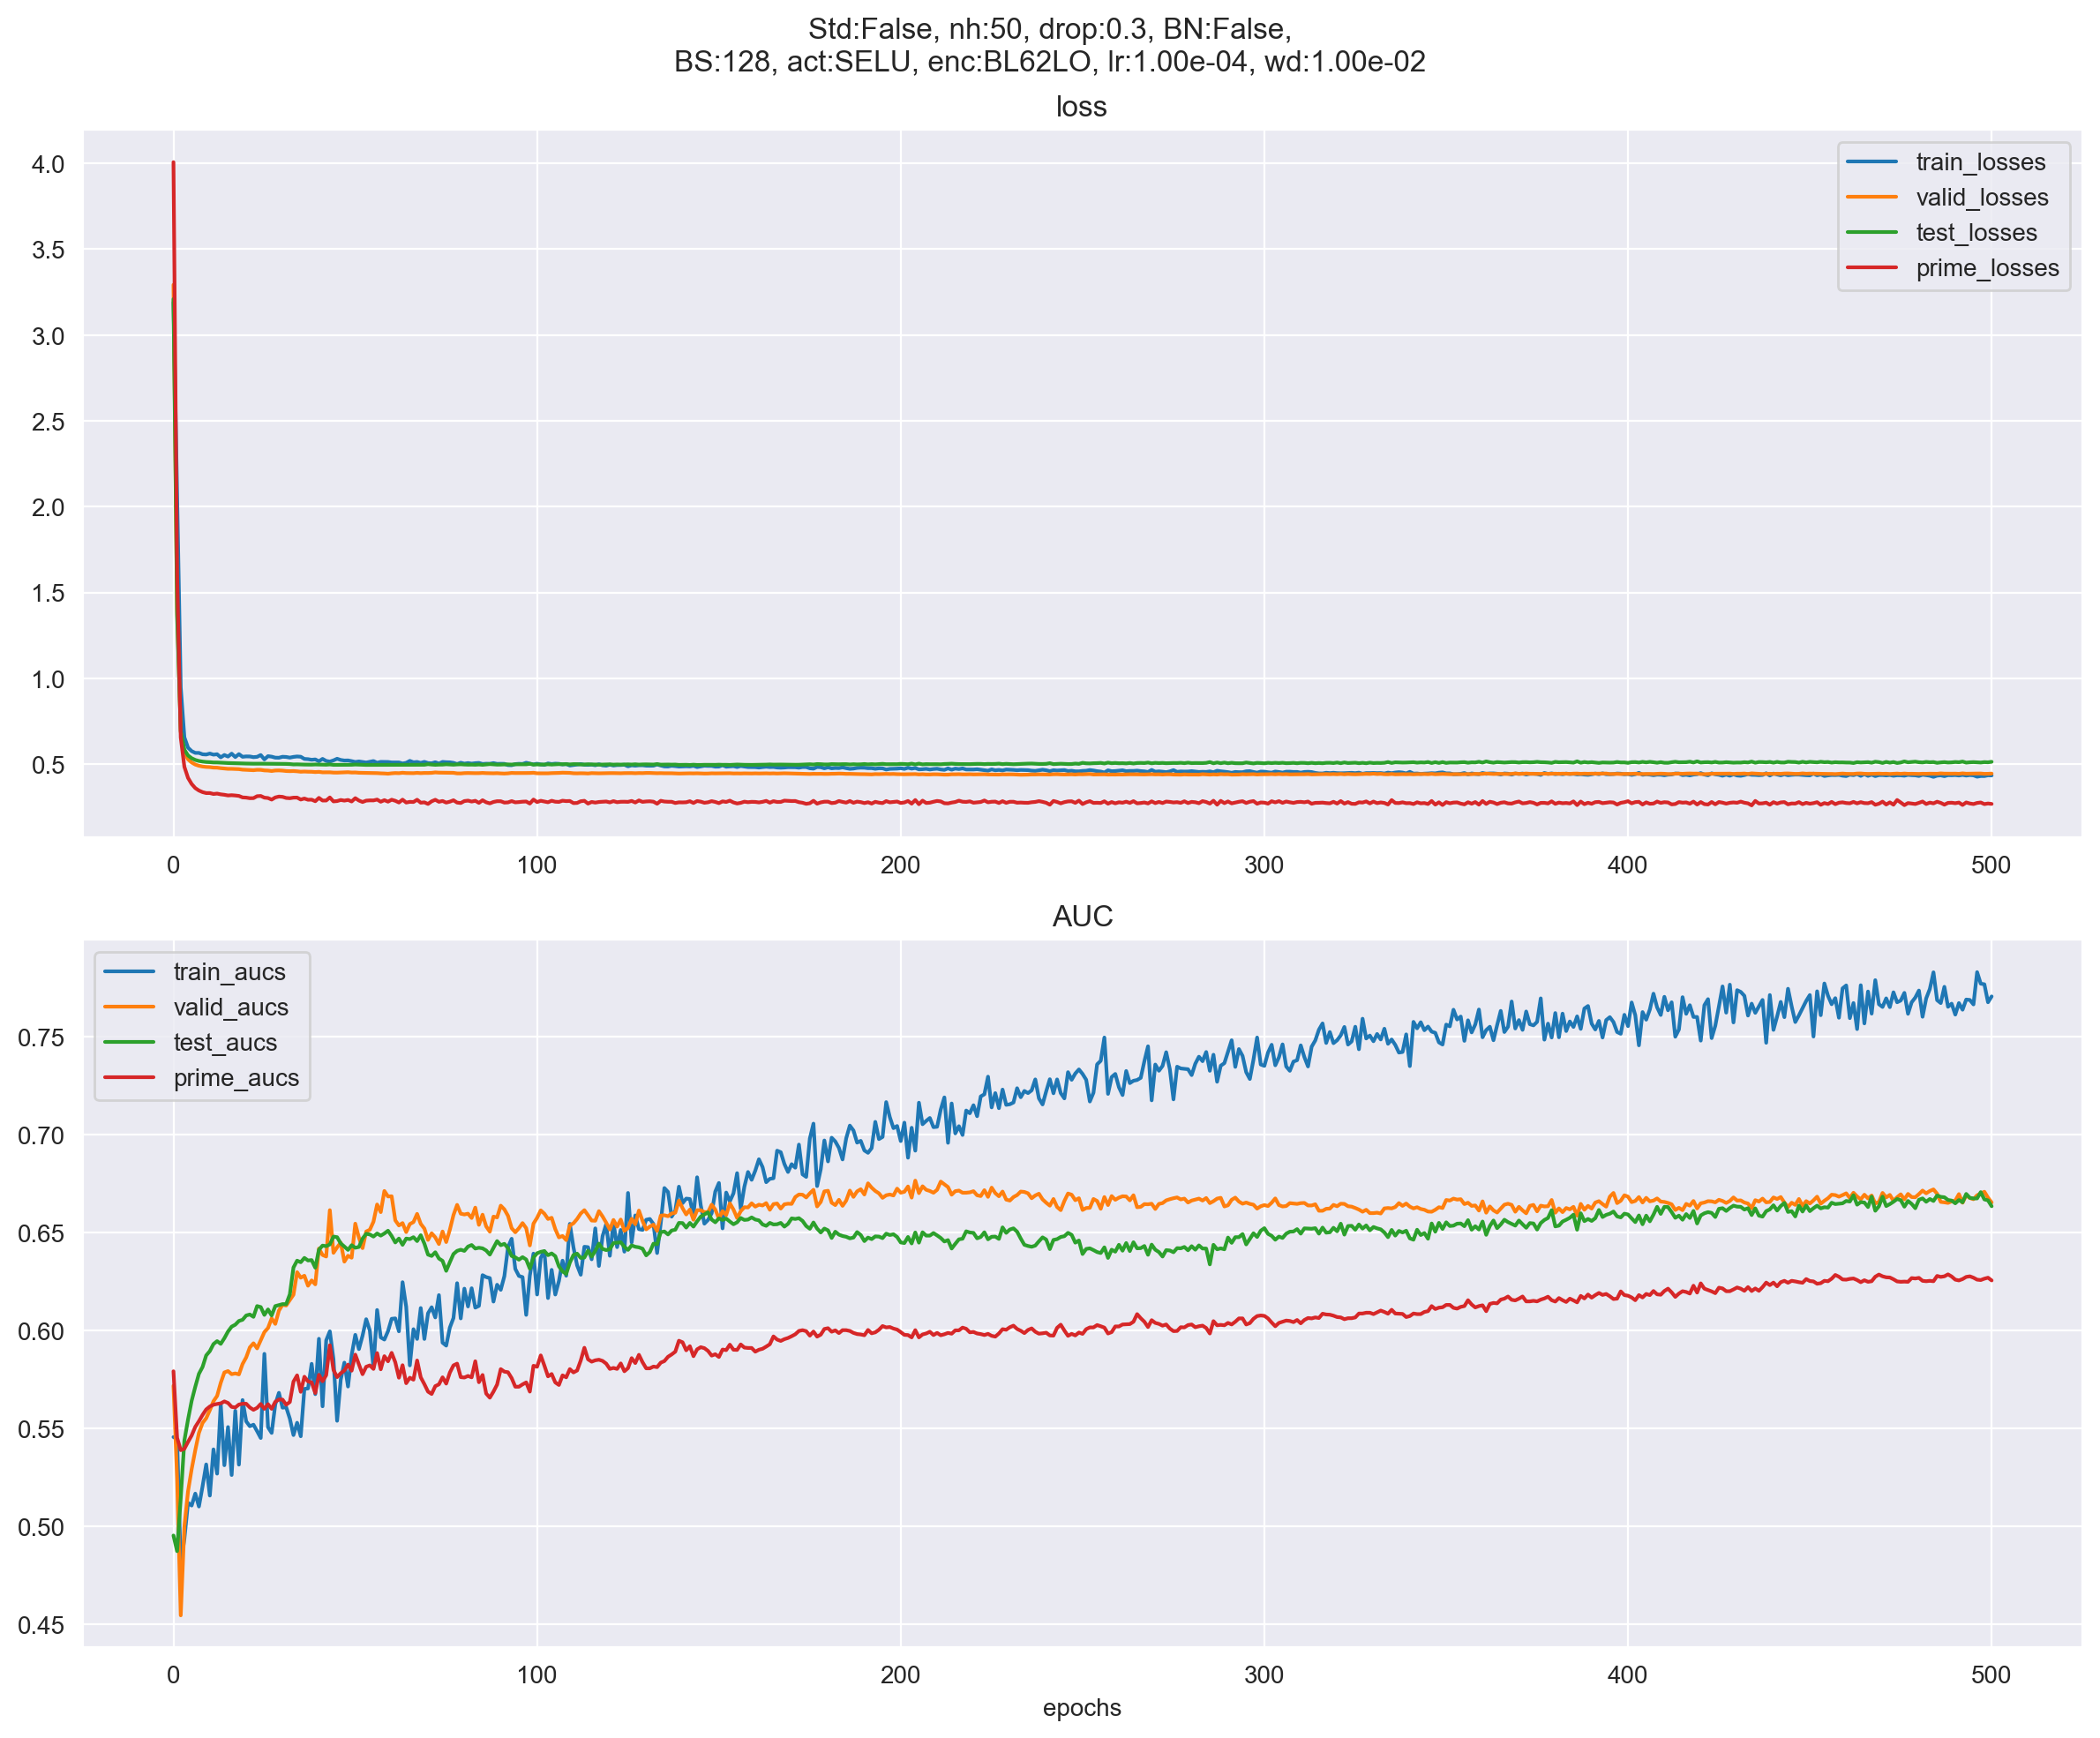 Std:False, nh:50, drop:0.3, BN:False,
BS:128, act:SELU, enc:BL62LO, lr:1.00e-04, wd:1.00e-02
loss
4.0
3.5
3.0
2.5
2.0
1.5
1.0
0.5
train_losses
valid_losses
test_losses
prime_losses
0 100 200 300 400 500
AUC
train_aucs
valid_aucs
test_aucs
prime_aucs
0.75
0.70
0.65
0.60
0.55
0.50
0.45
0 100 200 300 400 500
epochs